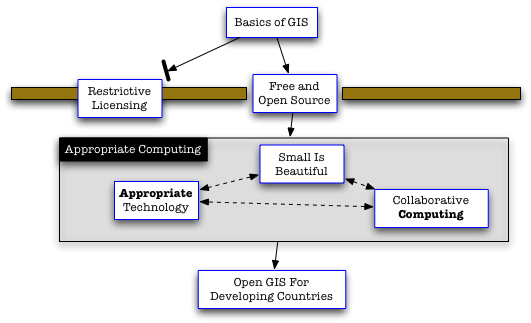 Basics of GIS
Restrictive
Licensing
Free and
Open Source
Appropriate Computing
Small Is
Beautiful
Appropriate
Technology
Collaborative
Computing
Open GIS For
Developing Countries